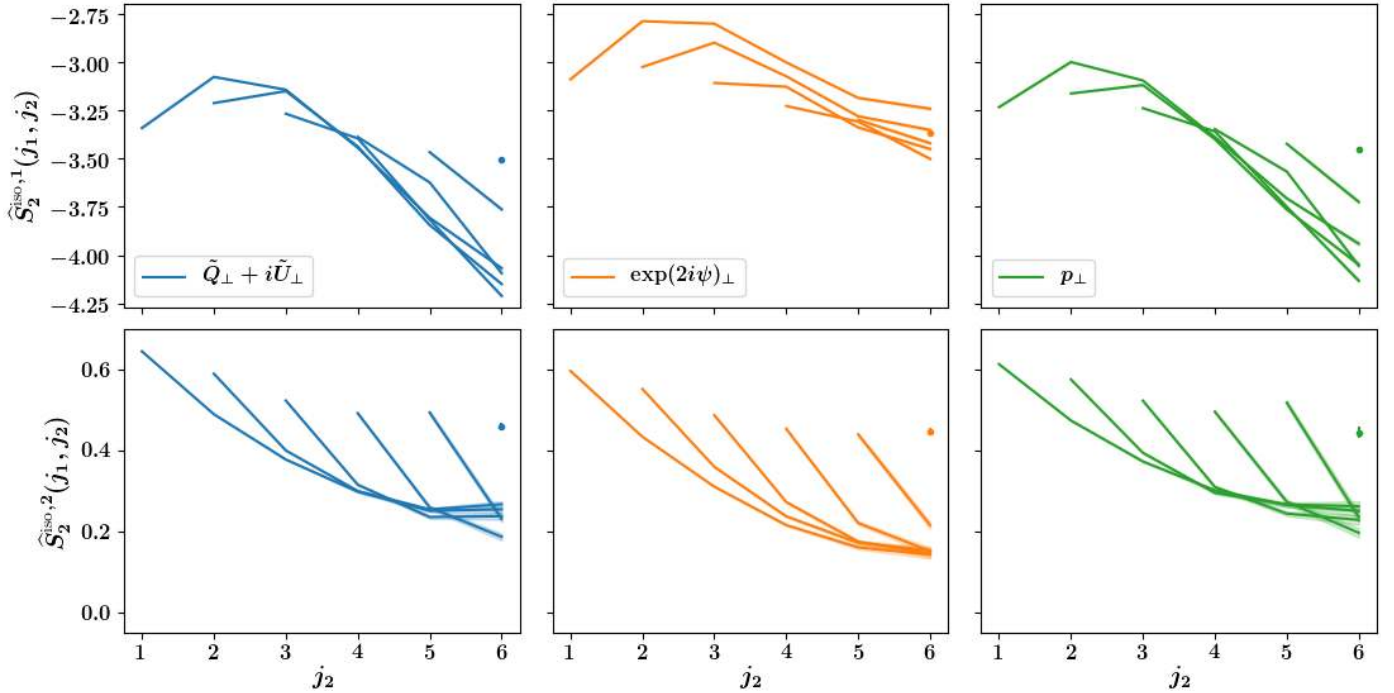 −2.75
−3.00
−3.25
−3.50
−3.75
−4.00
−4.25
Ŝ₂^{iso,1}(j₁, j₂)
Q̃⊥ + iŨ⊥
exp(2iψ)⊥
p⊥
0.6
0.4
0.2
0.0
Ŝ₂^{iso,2}(j₁, j₂)
1 2 3 4 5 6
1 2 3 4 5 6
1 2 3 4 5 6
j₂
j₂
j₂